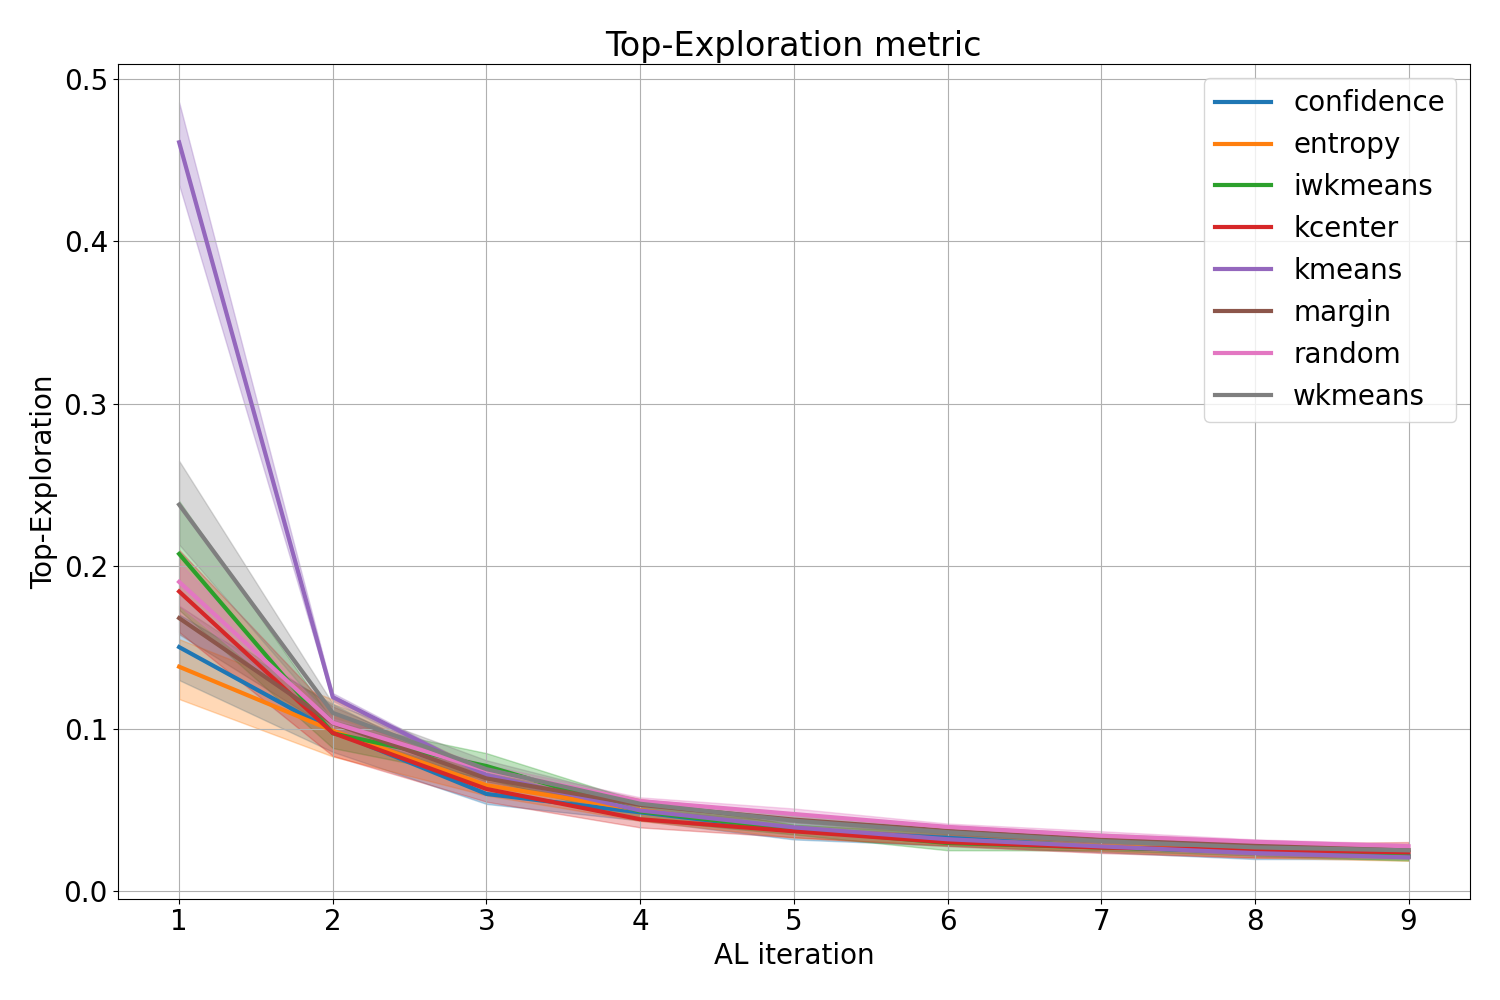 Top-Exploration metric
Top-Exploration
0.5
0.4
0.3
0.2
0.1
0.0
1 2 3 4 5 6 7 8 9
AL iteration
confidence
entropy
iwkmeans
kcenter
kmeans
margin
random
wkmeans